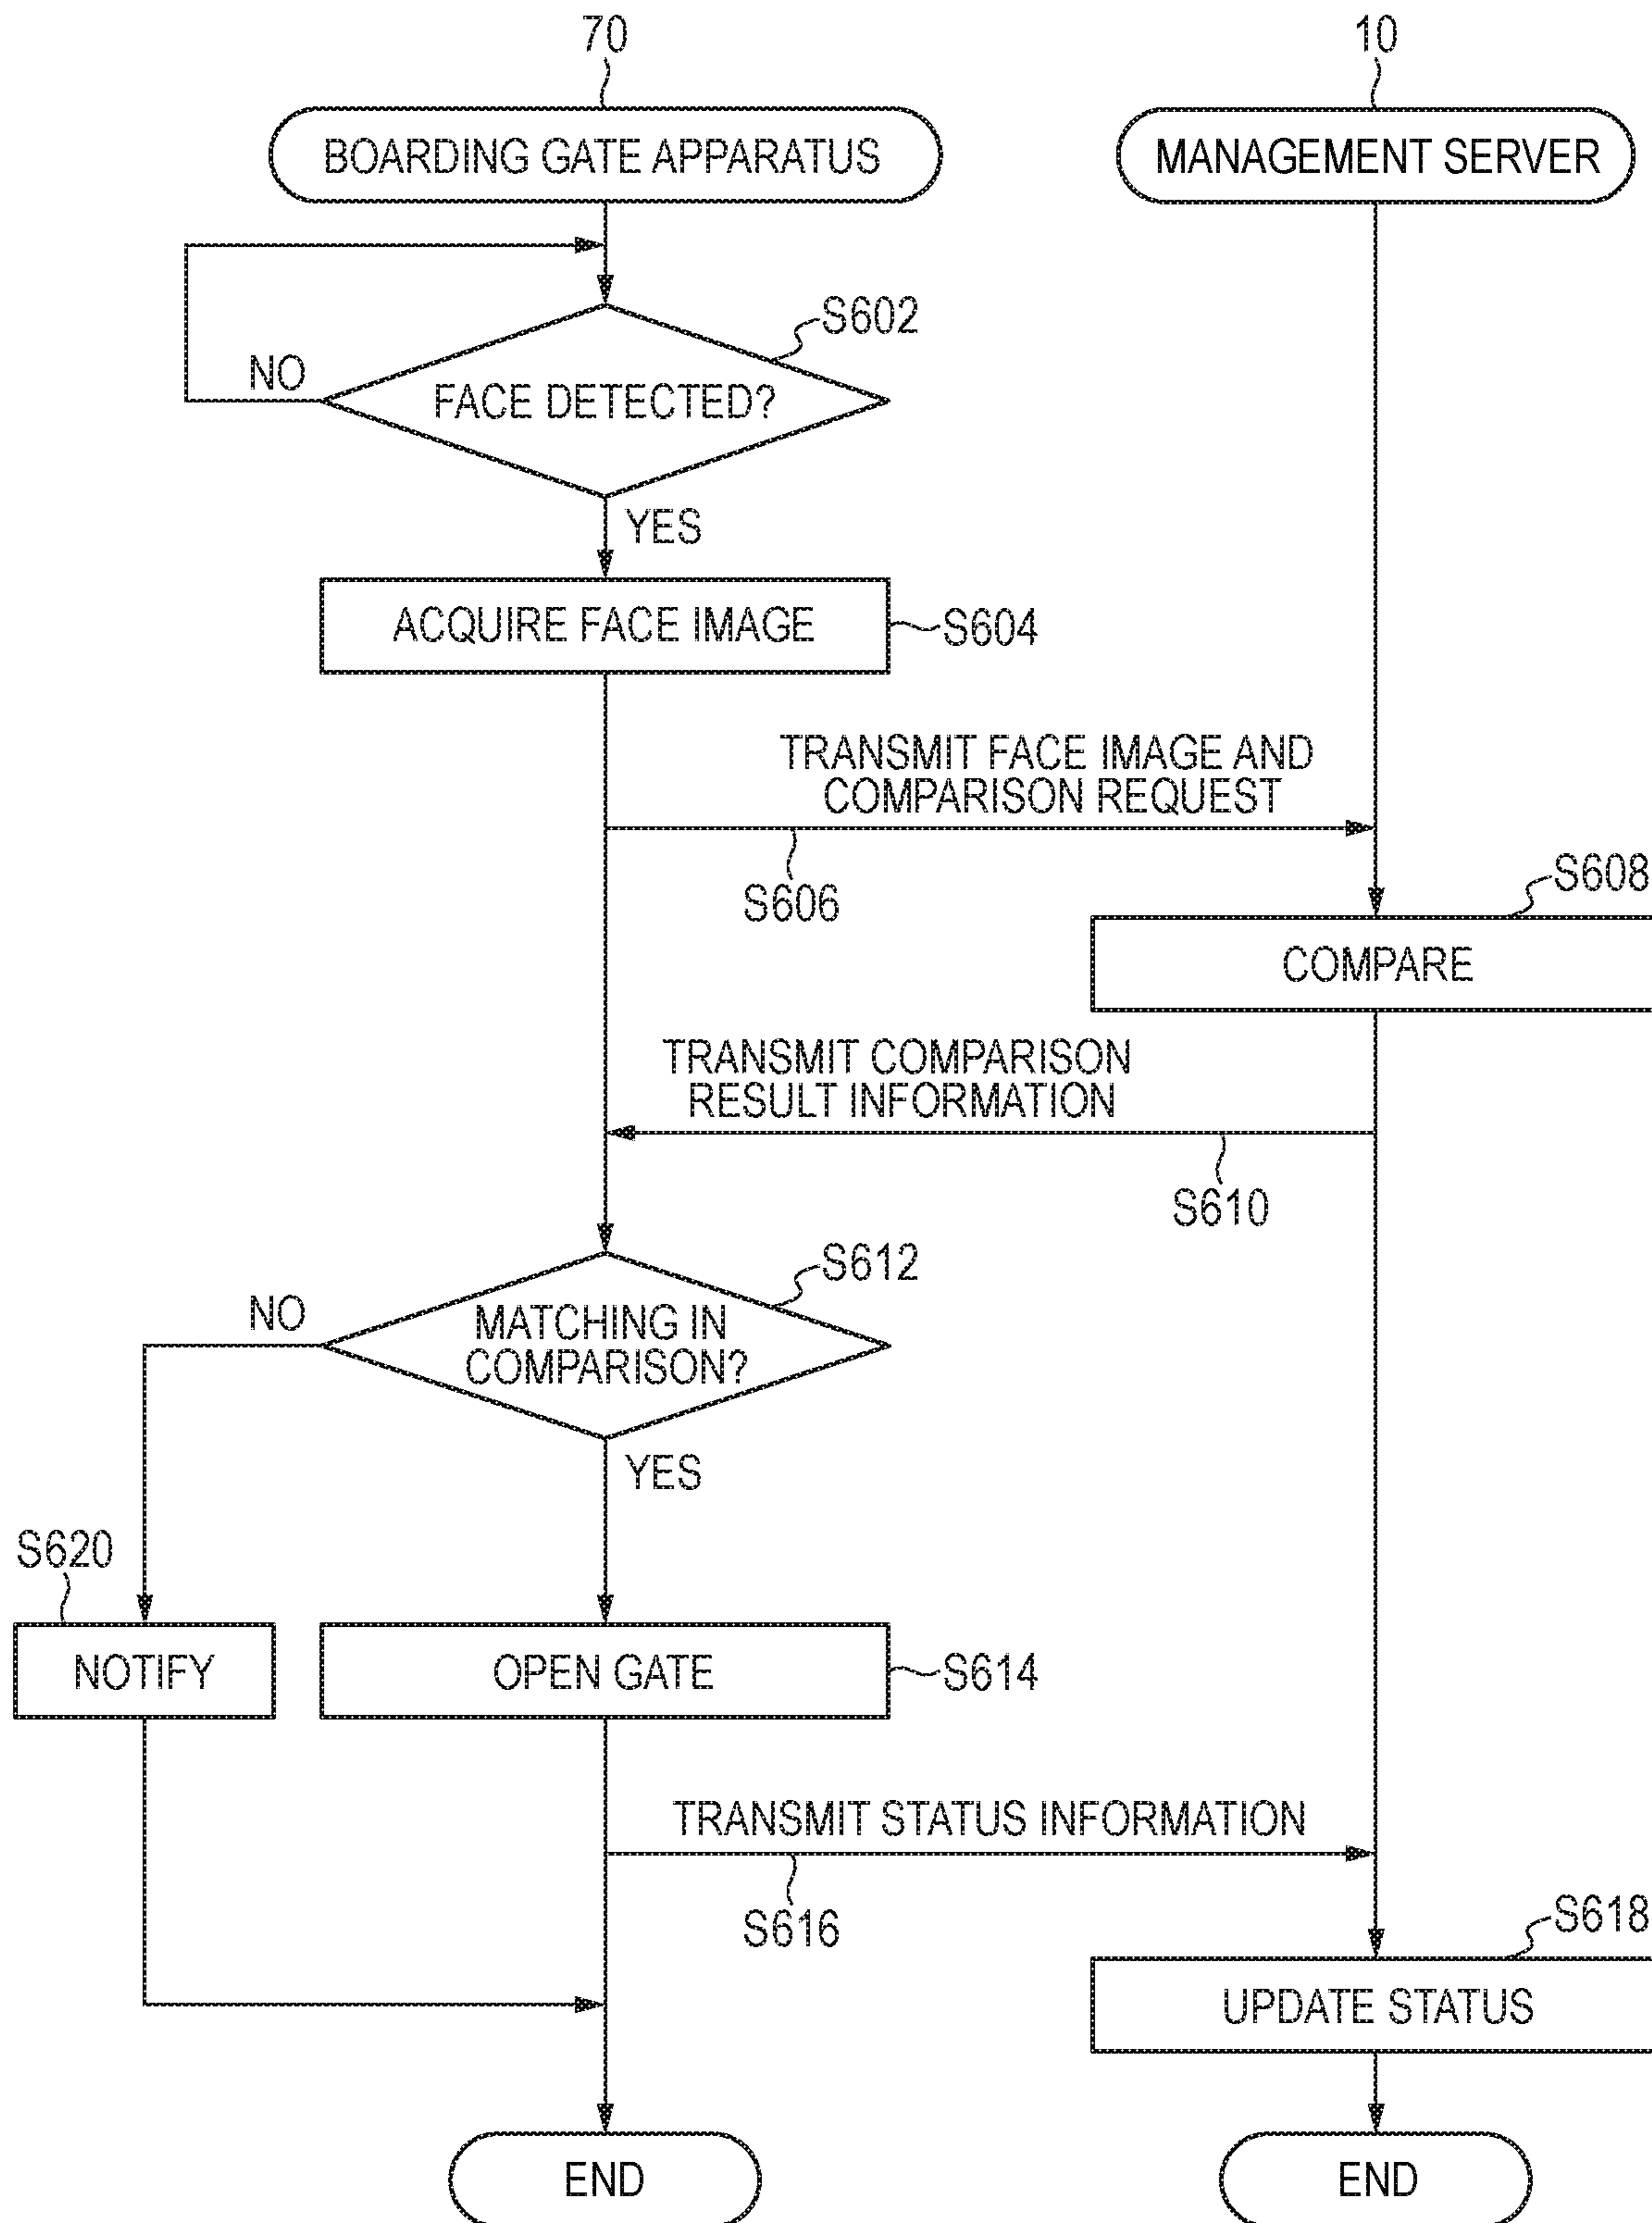 70
10
BOARDING GATE APPARATUS
MANAGEMENT SERVER
S602
NO
FACE DETECTED?
YES
ACQUIRE FACE IMAGE
S604
TRANSMIT FACE IMAGE AND
COMPARISON REQUEST
S606
S608
COMPARE
TRANSMIT COMPARISON
RESULT INFORMATION
S610
S612
NO
MATCHING IN
COMPARISON?
YES
S620
NOTIFY
OPEN GATE
S614
TRANSMIT STATUS INFORMATION
S616
S618
UPDATE STATUS
END
END